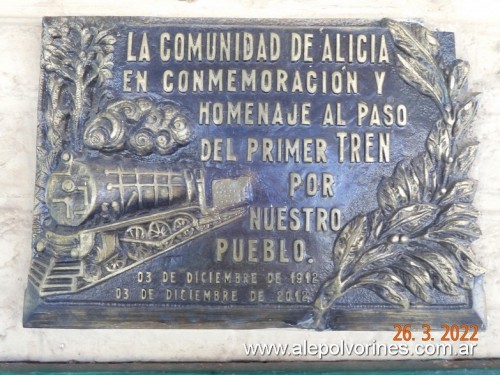 LA COMUNIDAD DE ALICIA
EN CONMEMORACIÓN Y
HOMENAJE AL PASO
DEL PRIMER TREN
POR
NUESTRO
PUEBLO.
03 DE DICIEMBRE DE 1912
03 DE DICIEMBRE DE 2012
26. 3. 2022
www.alepolvorines.com.ar